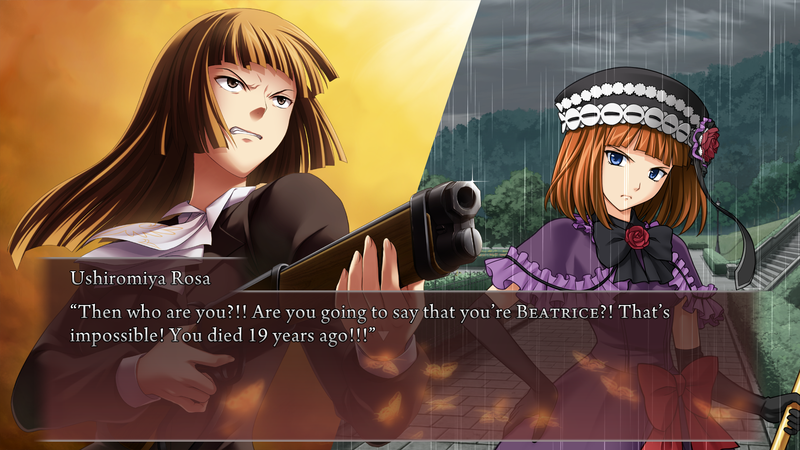 Ushiromiya Rosa
“Then who are you?!! Are you going to say that you’re BEATRICE?! That’s
impossible! You died 19 years ago!!!”